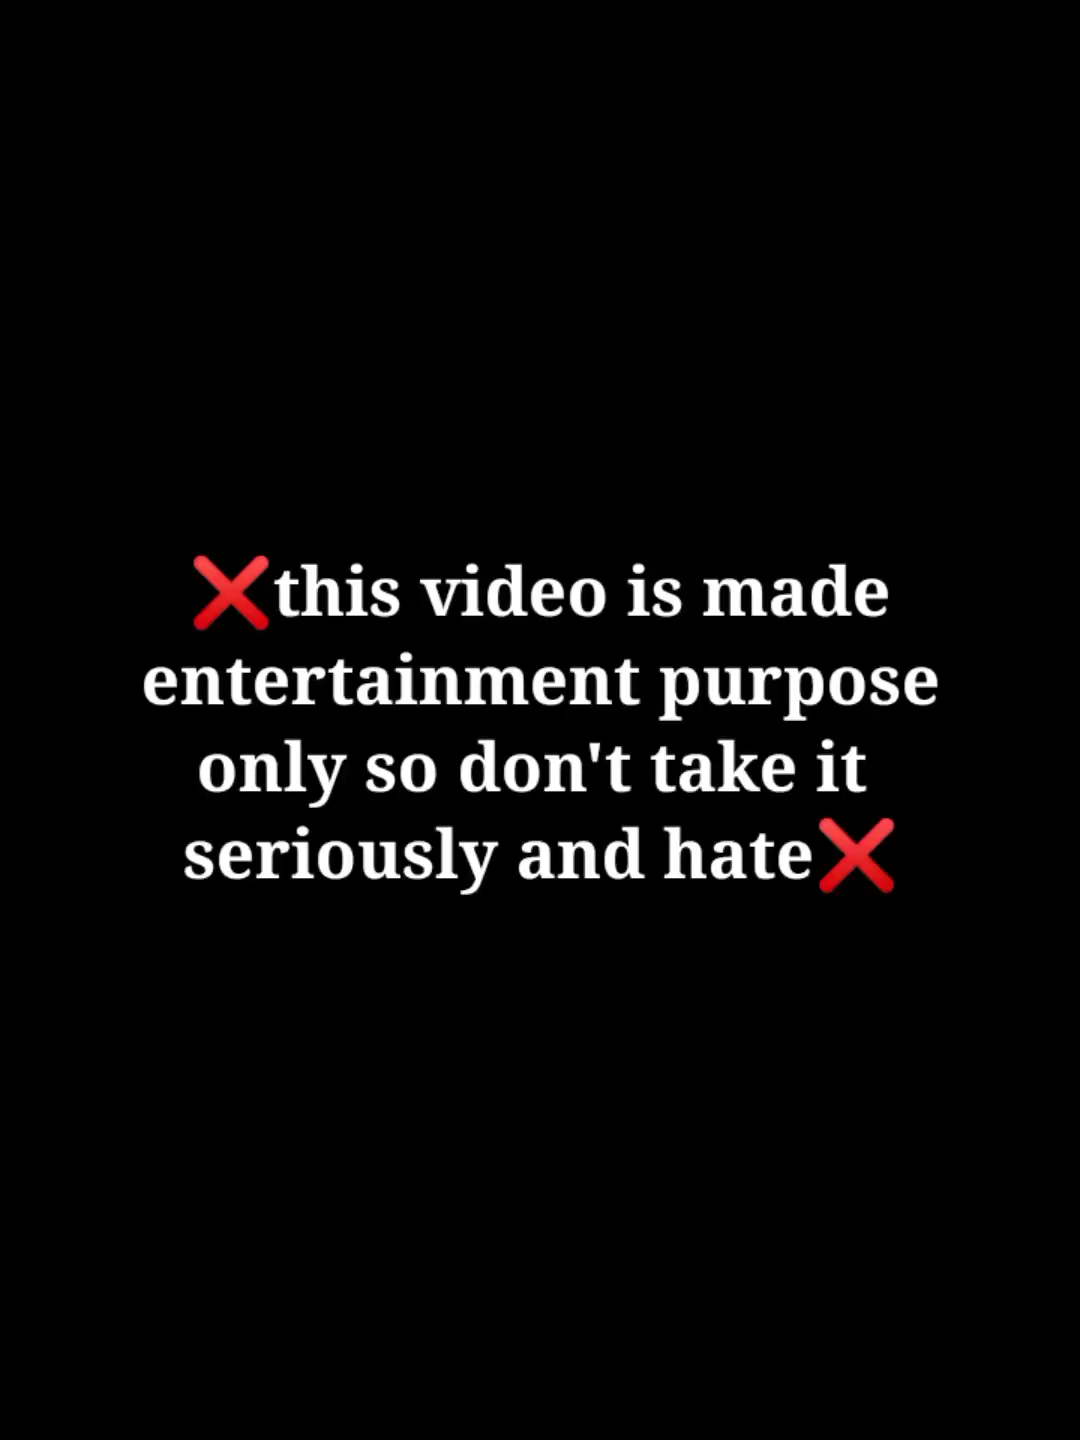 ❌this video is made
entertainment purpose
only so don't take it
seriously and hate❌